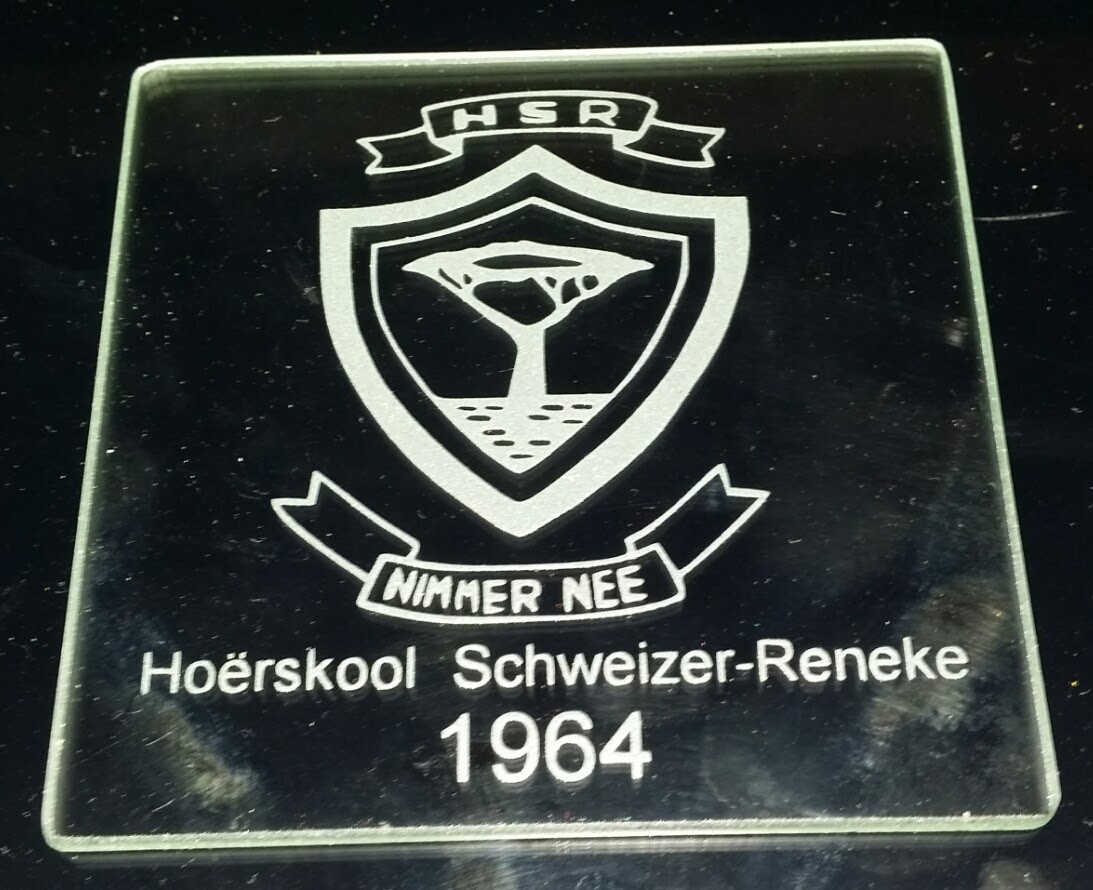 HSR
NIMMER NEE
Hoërskool Schweizer-Reneke
1964